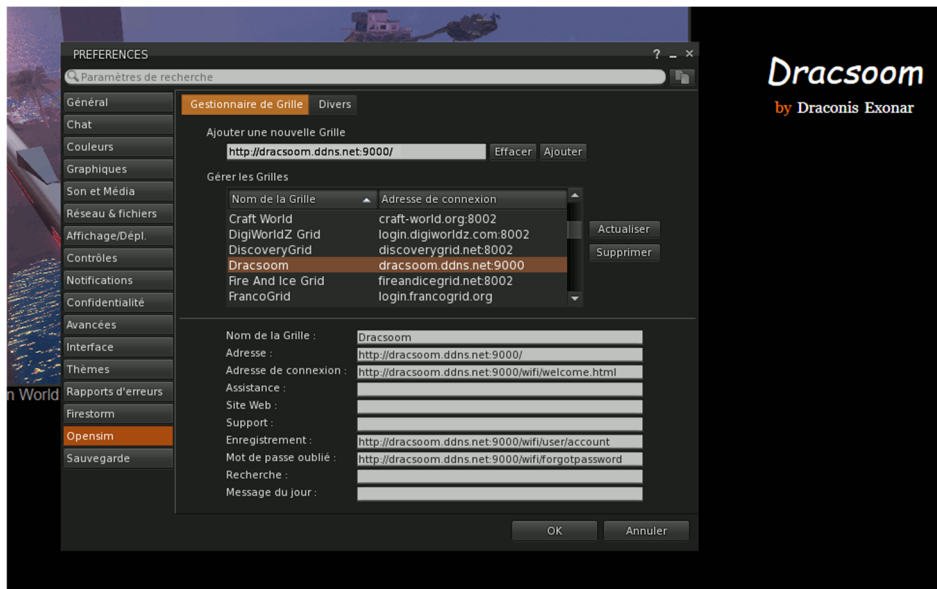 PREFERENCES
? _ ×
Paramètres de recherche
Général
Chat
Couleurs
Graphiques
Son et Média
Réseau & fichiers
Affichage/Dépl.
Contrôles
Notifications
Confidentialité
Avancées
Interface
Thèmes
Rapports d'erreurs
Firestorm
Opensim
Sauvegarde
Gestionnaire de Grille Divers
Ajouter une nouvelle Grille
http://dracsoom.ddns.net:9000/ Effacer Ajouter
Gérer les Grilles
Nom de la Grille Adresse de connexion
Craft World craft-world.org:8002
DigiWorldZ Grid login.digiworldz.com:8002
DiscoveryGrid discoverygrid.net:8002
Dracsoom dracsoom.ddns.net:9000
Fire And Ice Grid fireandicegrid.net:8002
FrancoGrid login.francogrid.org
Actualiser
Supprimer
Nom de la Grille : Dracsoom
Adresse : http://dracsoom.ddns.net:9000/
Adresse de connexion : http://dracsoom.ddns.net:9000/wifi/welcome.html
Assistance :
Site Web :
Support :
Enregistrement : http://dracsoom.ddns.net:9000/wifi/user/account
Mot de passe oublié : http://dracsoom.ddns.net:9000/wifi/forgotpassword
Recherche :
Message du jour :
OK Annuler
n World
Dracsoom
by Draconis Exonar